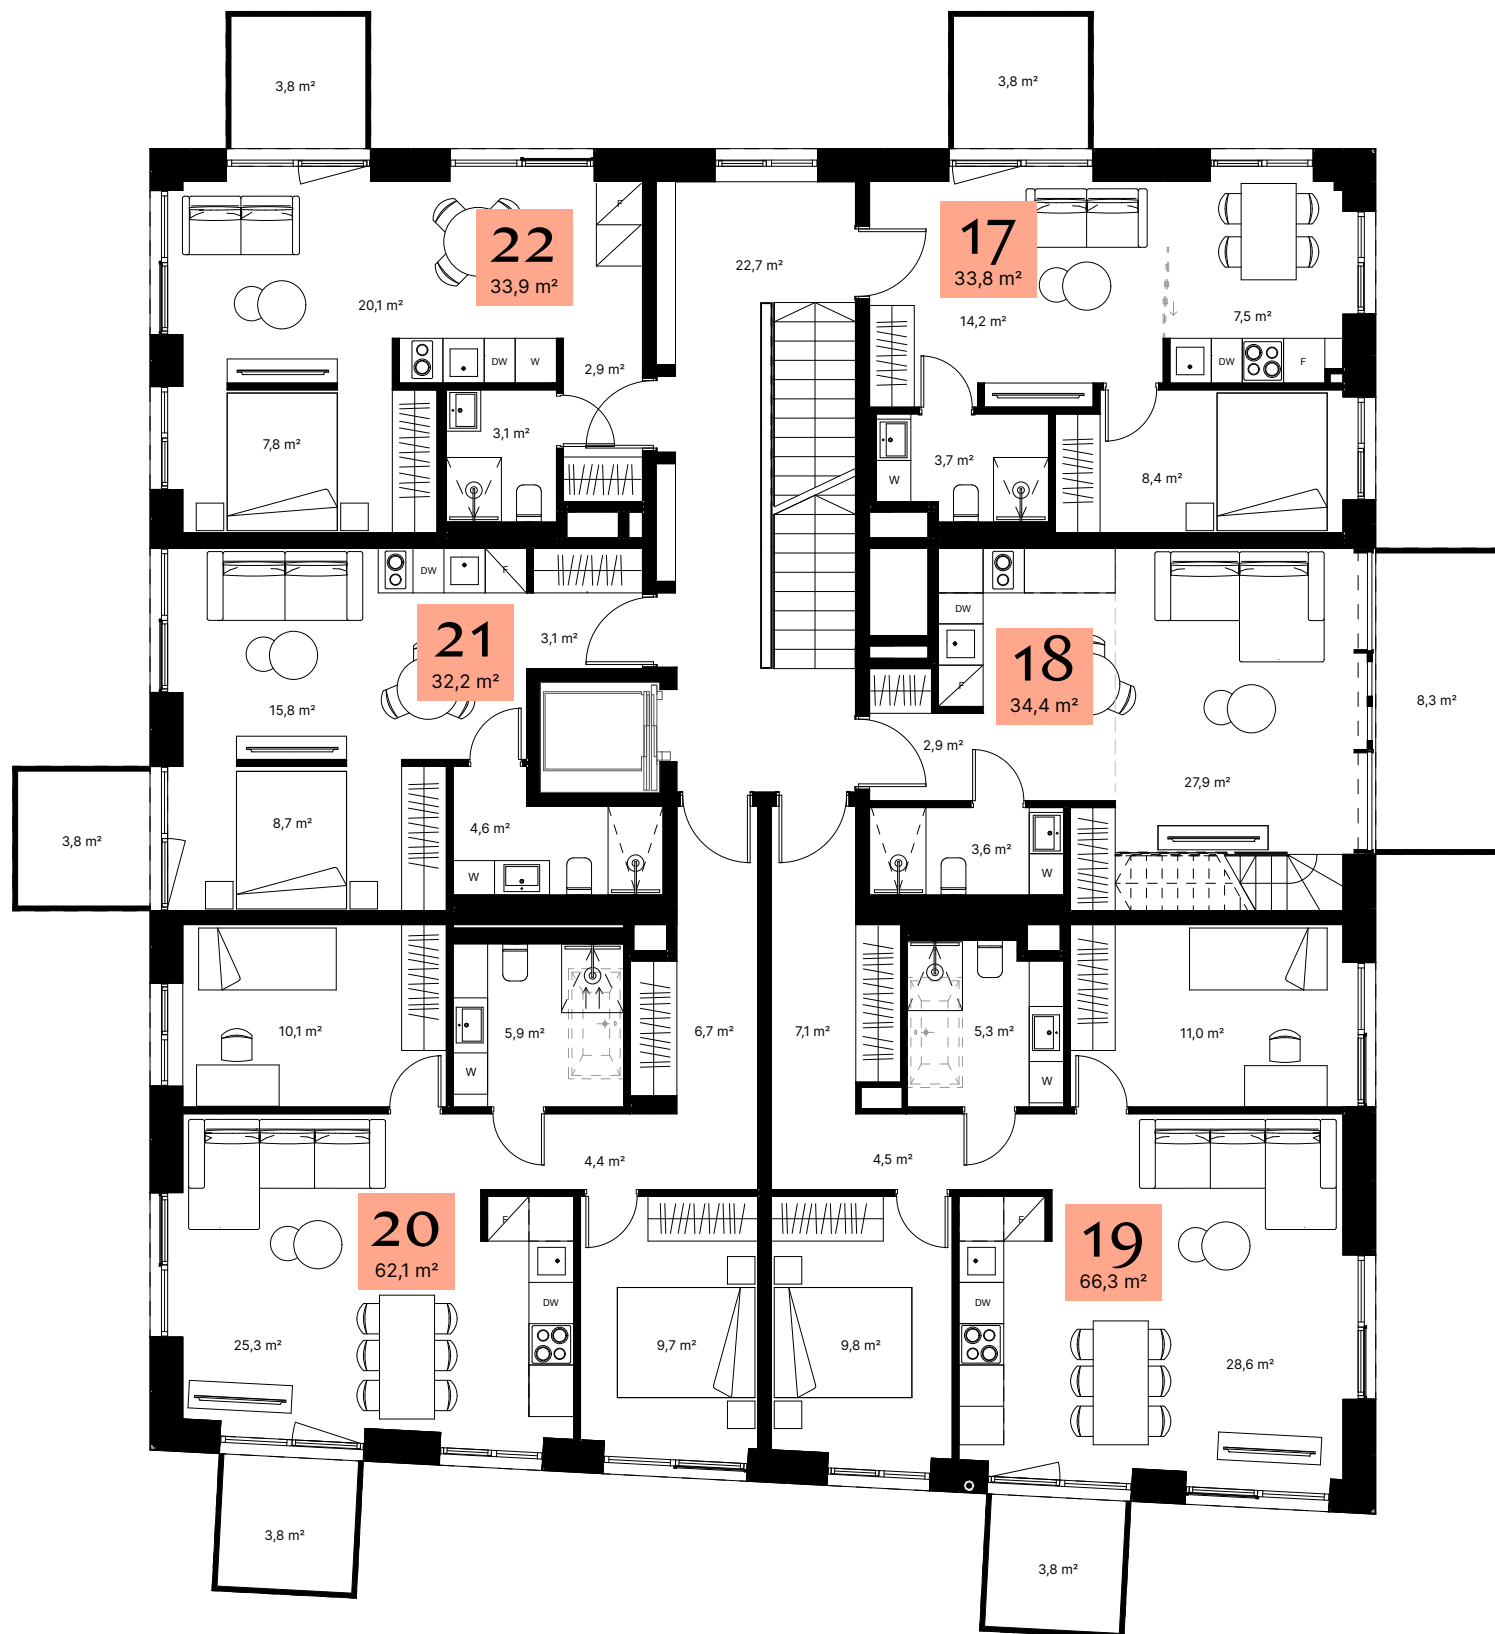 3,8 m²
3,8 m²
22
33,9 m²
F
20,1 m²
DW
W
2,9 m²
7,8 m²
3,1 m²
22,7 m²
17
33,8 m²
14,2 m²
7,5 m²
DW
F
3,7 m²
W
8,4 m²
DW
F
21
32,2 m²
3,1 m²
15,8 m²
DW
F
18
34,4 m²
2,9 m²
27,9 m²
8,3 m²
3,8 m²
8,7 m²
4,6 m²
W
3,6 m²
W
10,1 m²
5,9 m²
W
6,7 m²
7,1 m²
5,3 m²
W
11,0 m²
4,4 m²
4,5 m²
20
62,1 m²
F
DW
25,3 m²
9,7 m²
9,8 m²
F
DW
19
66,3 m²
28,6 m²
3,8 m²
3,8 m²